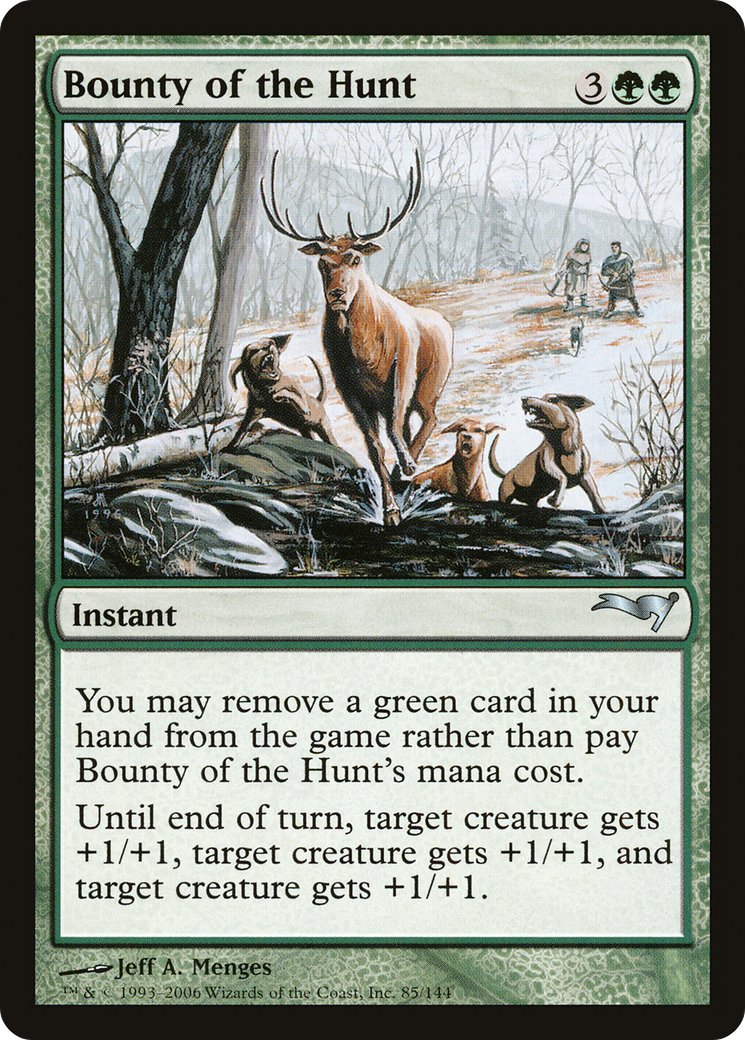 Bounty of the Hunt 3
1996
Instant
You may remove a green card in your
hand from the game rather than pay
Bounty of the Hunt's mana cost.
Until end of turn, target creature gets
+1/+1, target creature gets +1/+1, and
target creature gets +1/+1.
Jeff A. Menges
™ & © 1993–2006 Wizards of the Coast, Inc. 85/144